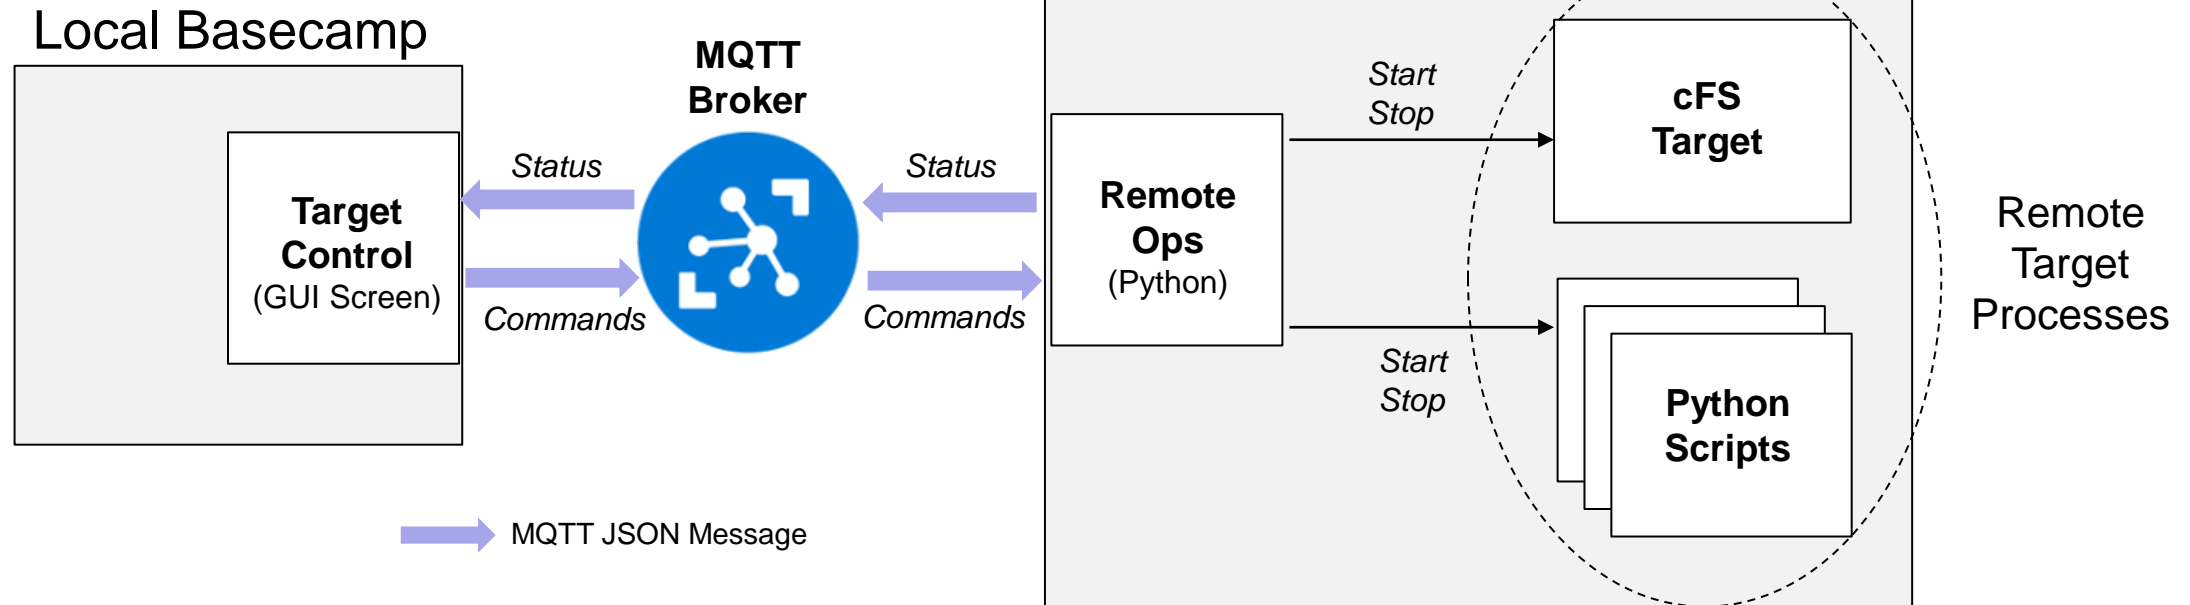 Local Basecamp
Target
Control
(GUI Screen)
Status
Commands
MQTT
Broker
Status
Commands
Remote
Ops
(Python)
Start
Stop
Start
Stop
cFS
Target
Python
Scripts
Remote
Target
Processes
MQTT JSON Message